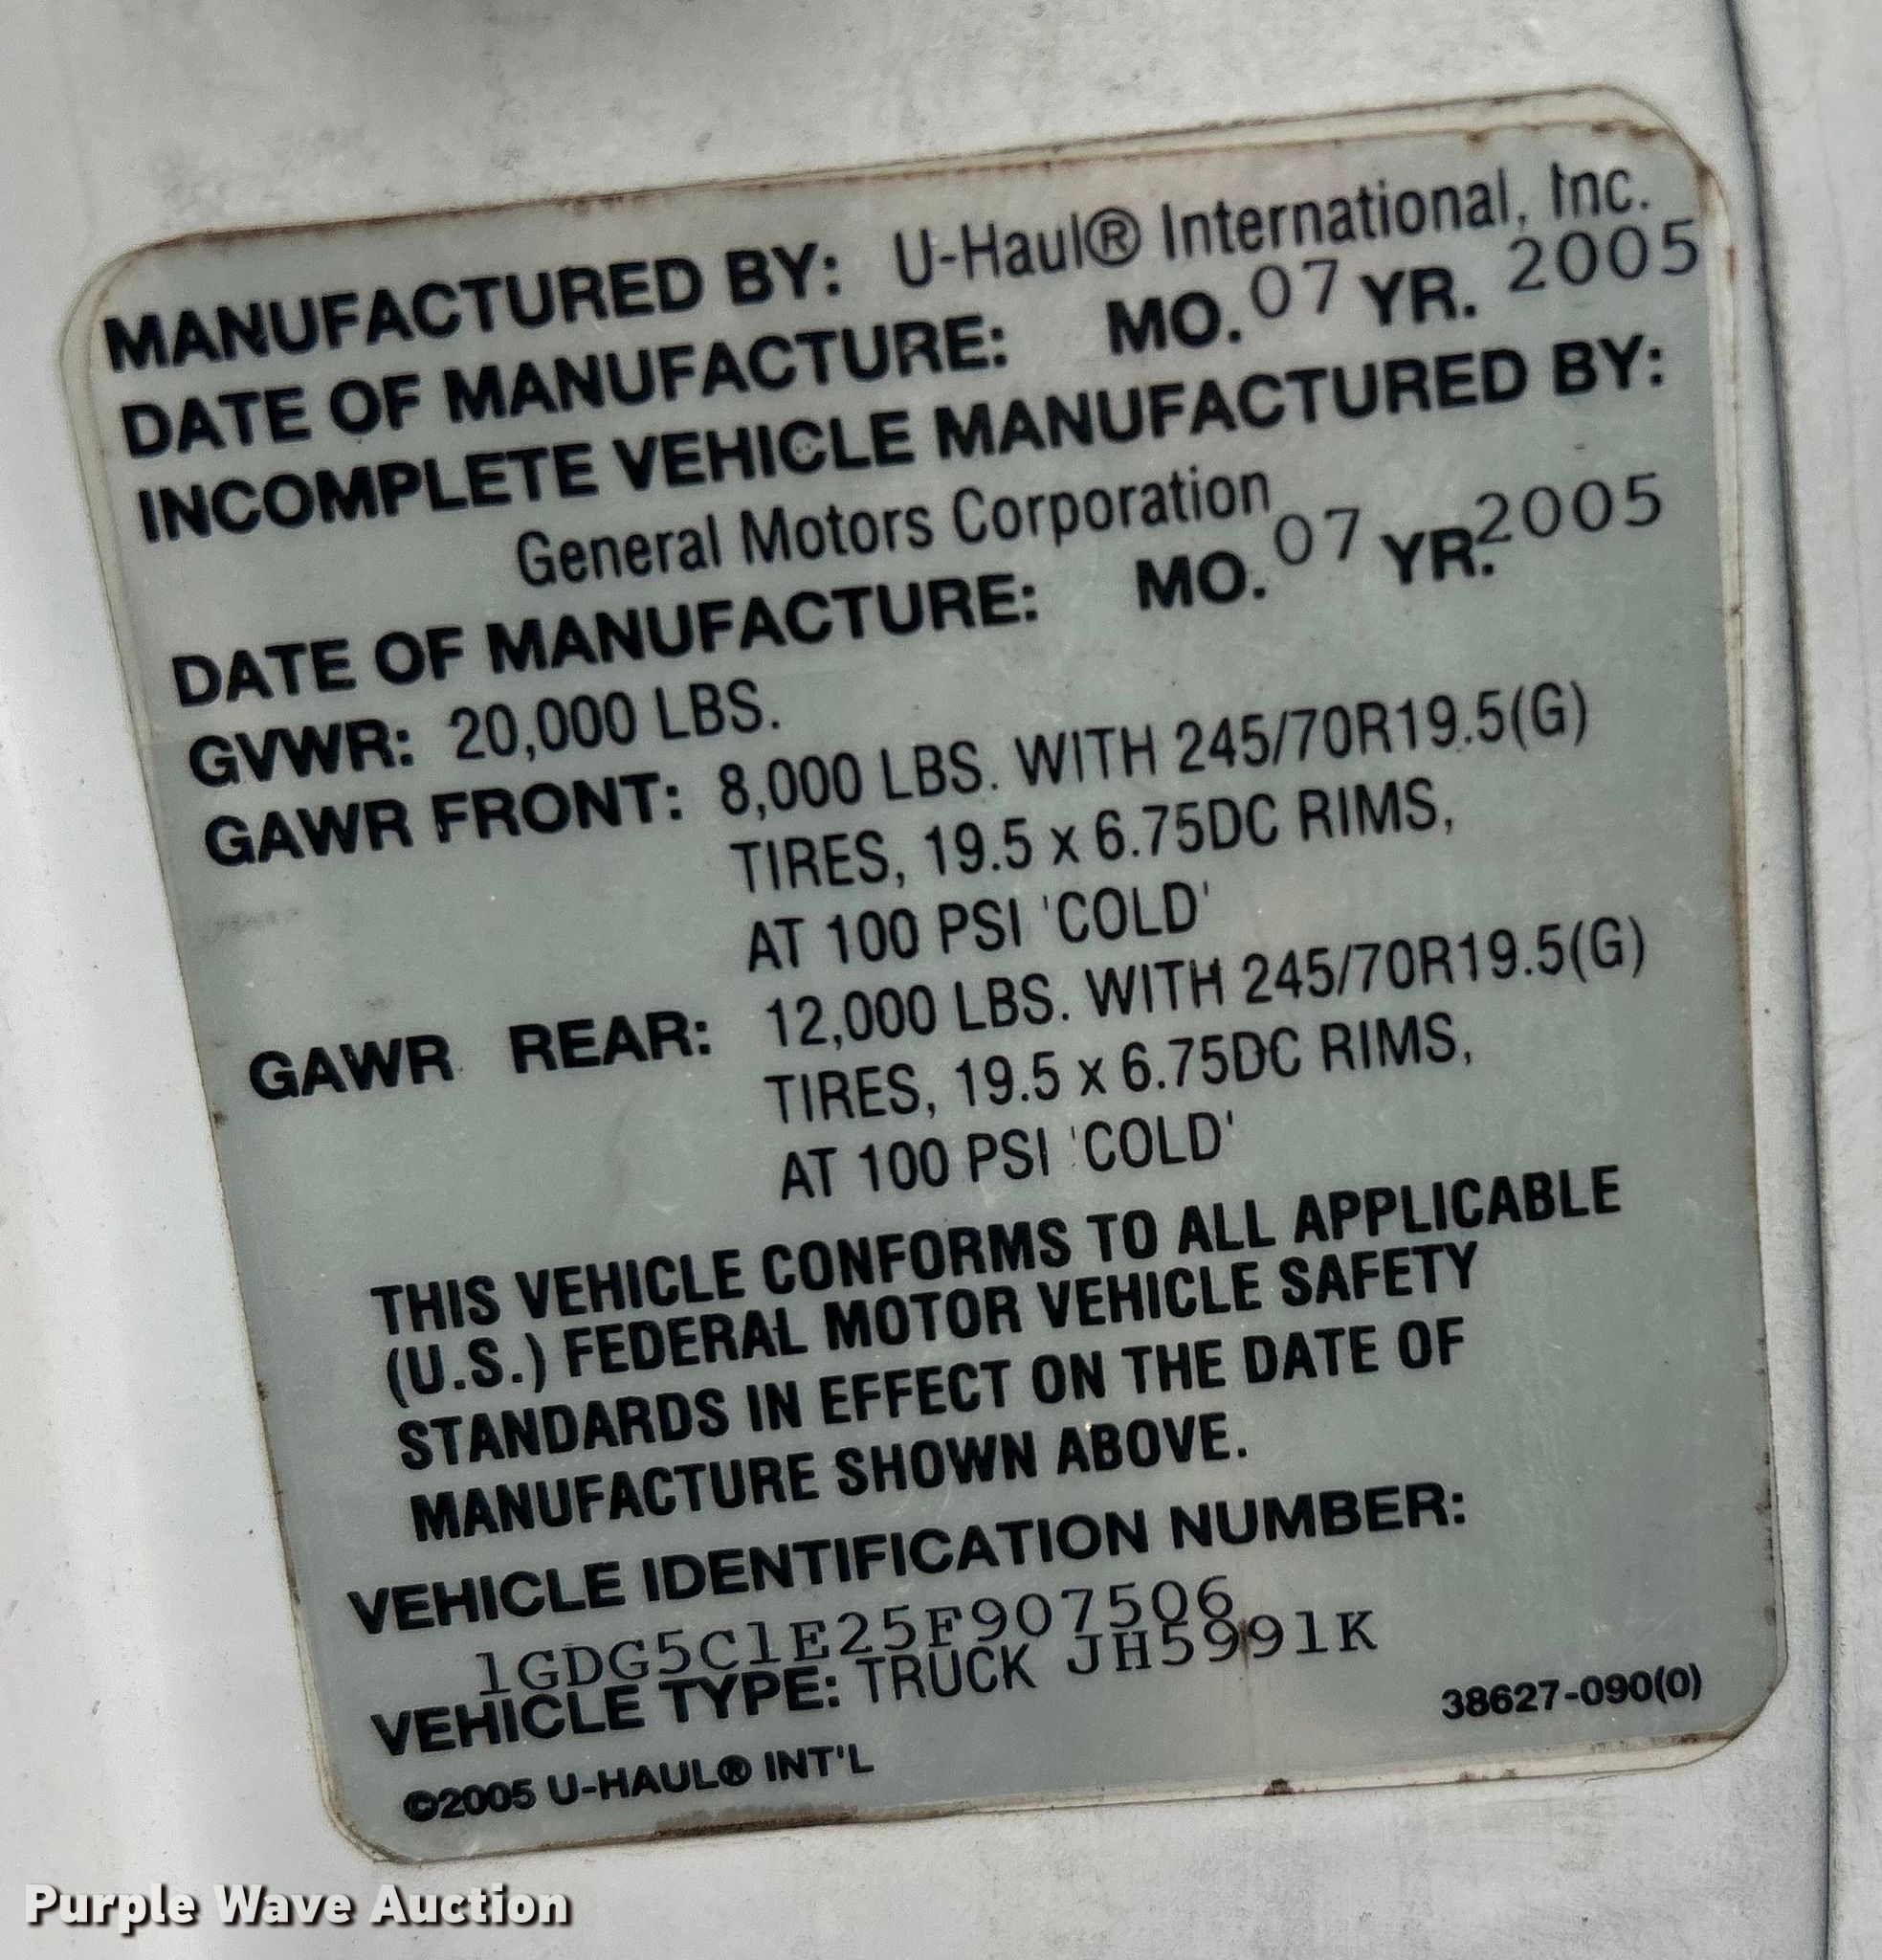 MANUFACTURED BY: U-Haul® International, Inc.
DATE OF MANUFACTURE: MO. 07 YR. 2005
INCOMPLETE VEHICLE MANUFACTURED BY:
General Motors Corporation
DATE OF MANUFACTURE: MO. 07 YR. 2005
GVWR: 20,000 LBS.
GAWR FRONT: 8,000 LBS. WITH 245/70R19.5(G)
TIRES, 19.5 x 6.75DC RIMS,
AT 100 PSI 'COLD'
GAWR REAR: 12,000 LBS. WITH 245/70R19.5(G)
TIRES, 19.5 x 6.75DC RIMS,
AT 100 PSI 'COLD'
THIS VEHICLE CONFORMS TO ALL APPLICABLE
(U.S.) FEDERAL MOTOR VEHICLE SAFETY
STANDARDS IN EFFECT ON THE DATE OF
MANUFACTURE SHOWN ABOVE.
VEHICLE IDENTIFICATION NUMBER:
1GDG5C1E25F907506
VEHICLE TYPE: TRUCK JH5991K
38627-090(0)
©2005 U-HAUL® INT'L
Purple Wave Auction